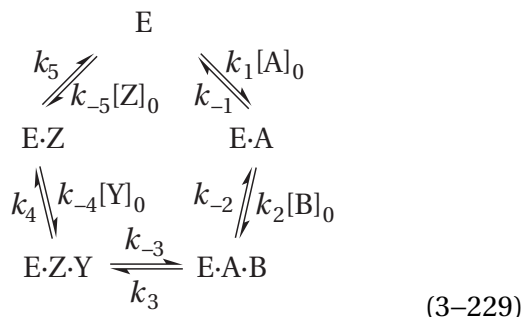 E
k₅ k₁[A]₀
k₋₅[Z]₀ k₋₁
E·Z E·A
k₄ k₋₄[Y]₀ k₋₂ k₂[B]₀
k₋₃
E·Z·Y E·A·B
k₃
(3–229)